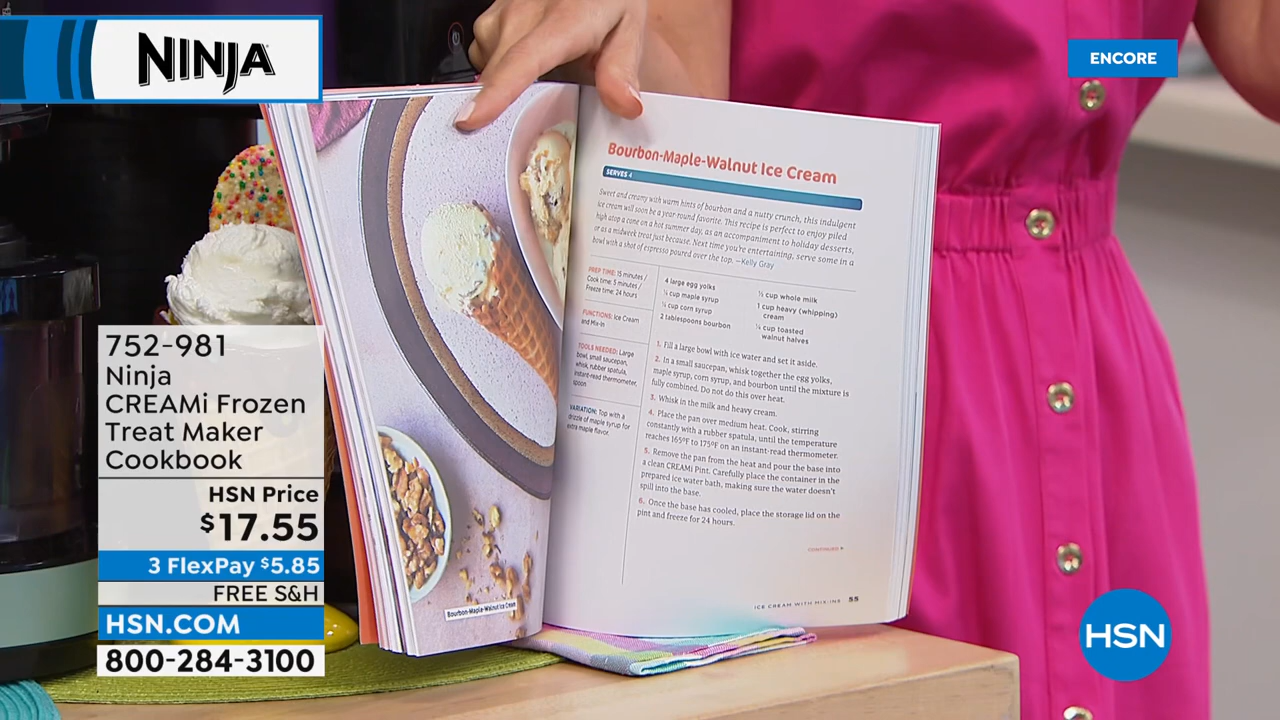 NINJA
ENCORE
752-981
Ninja
CREAMi Frozen
Treat Maker
Cookbook
HSN Price
$17.55
3 FlexPay $5.85
FREE S&H
HSN.COM
800-284-3100
HSN
Bourbon-Maple-Walnut Ice Cream
Bourbon-Maple-Walnut Ice Cream
SERVES 4
Sweet and creamy with warm hints of bourbon and a nutty crunch, this indulgent
ice cream will soon be a year-round favorite. This recipe is perfect to enjoy piled
high atop a cone on a hot summer day, as an accompaniment to holiday desserts,
or as a midweek treat just because. Next time you're entertaining, serve some in a
bowl with a shot of espresso poured over the top. —Kelly Gray
PREP TIME: 15 minutes /
Cook time: 5 minutes /
Freeze time: 24 hours
FUNCTIONS: Ice Cream
and Mix-In
TOOLS NEEDED: Large
bowl, small saucepan,
whisk, rubber spatula,
instant-read thermometer,
spoon
VARIATION: Top with a
drizzle of maple syrup for
extra maple flavor.
4 large egg yolks
cup maple syrup
cup corn syrup
2 tablespoons bourbon
cup whole milk
1 cup heavy (whipping)
cream
cup toasted
walnut halves
1. Fill a large bowl with ice water and set it aside.
2. In a small saucepan, whisk together the egg yolks,
maple syrup, corn syrup, and bourbon until the mixture is
fully combined. Do not do this over heat.
3. Whisk in the milk and heavy cream.
4. Place the pan over medium heat. Cook, stirring
constantly with a rubber spatula, until the temperature
reaches 165°F to 175°F on an instant-read thermometer.
5. Remove the pan from the heat and pour the base into
a clean CREAMi Pint. Carefully place the container in the
prepared ice water bath, making sure the water doesn't
spill into the base.
6. Once the base has cooled, place the storage lid on the
pint and freeze for 24 hours.
CONTINUED
ICE CREAM WITH MIX-INS 55